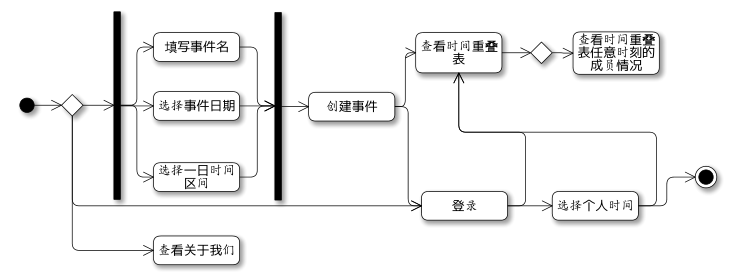 填写事件名
选择事件日期
选择一日时间
区间
创建事件
查看时间重叠
表
查看时间重叠
表任意时刻的
成员情况
登录
选择个人时间
查看关于我们